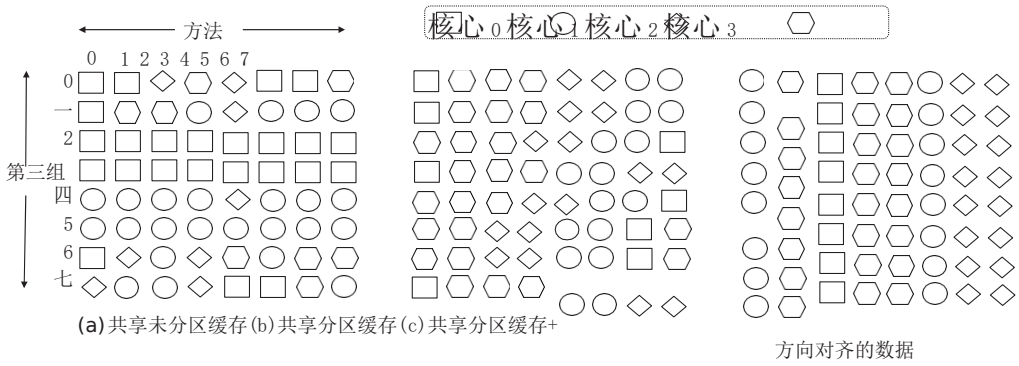 核心 0 核心 1 核心 2 核心 3
方法
0 1 2 3 4 5 6 7
0
一
2
第三组
四
5
6
七
(a)共享未分区缓存(b)共享分区缓存(c)共享分区缓存+
方向对齐的数据